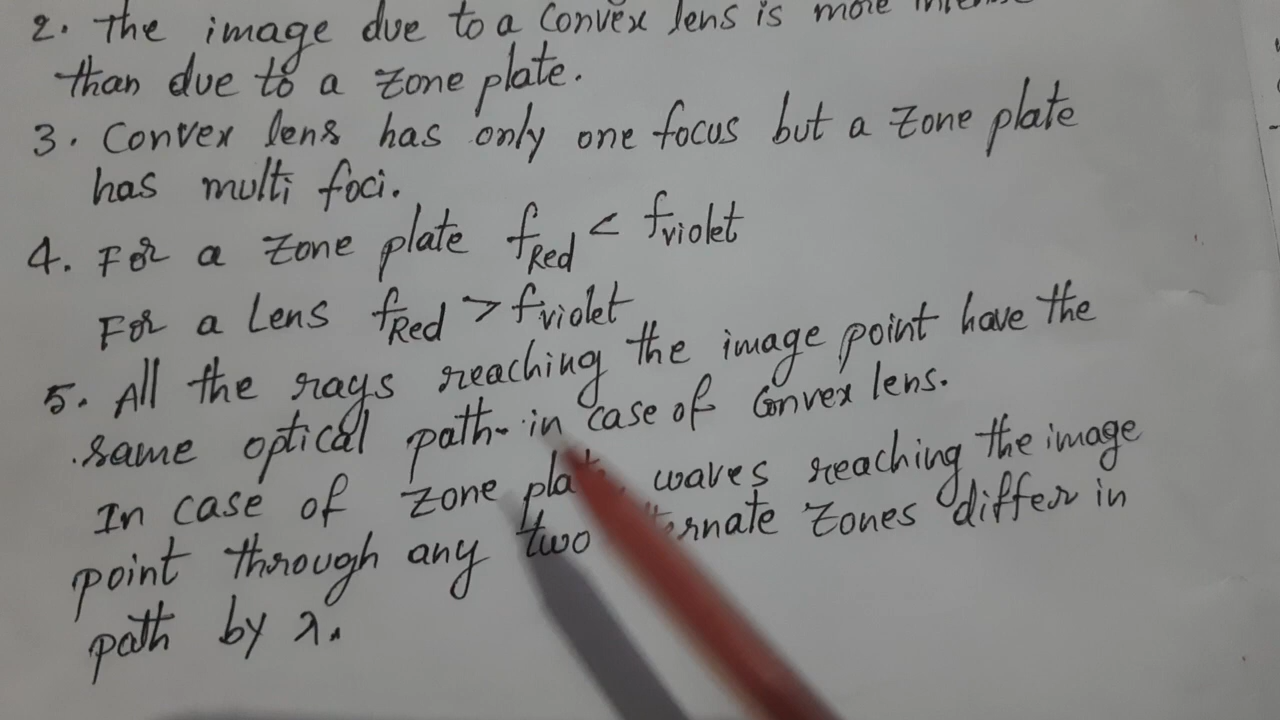 2. The image due to a Convex lens is more
than due to a zone plate.
3. Convex lens has only one focus but a zone plate
has multi foci.
4. For a zone plate fRed < fviolet
For a Lens fRed > fviolet
5. All the rays reaching the image point have the
same optical path in case of Convex lens.
In case of zone waves reaching the image
point through any two zones differ in
path by λ.